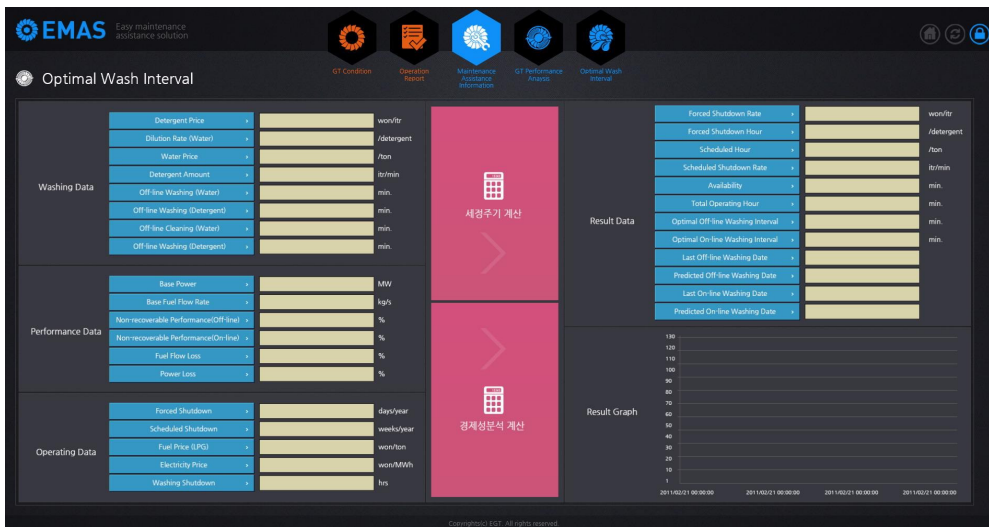 EMAS
Easy maintenance
assistance solution
GT Condition
Operation
Report
Maintenance
Assistance
Information
GT Performance
Anaysis
Optimal Wash
Interval
Optimal Wash Interval
Washing Data
Detergent Price
won/itr
Dilution Rate (Water)
/detergent
Water Price
/ton
Detergent Amount
itr/min
Off-line Washing (Water)
min.
Off-line Washing (Detergent)
min.
Off-line Cleaning (Water)
min.
Off-line Washing (Detergent)
min.
Performance Data
Base Power
MW
Base Fuel Flow Rate
kg/s
Non-recoverable Performance(Off-line)
%
Non-recoverable Performance(On-line)
%
Fuel Flow Loss
%
Power Loss
%
Operating Data
Forced Shutdown
days/year
Scheduled Shutdown
weeks/year
Fuel Price (LPG)
won/ton
Electricity Price
won/MWh
Washing Shutdown
hrs
세정주기 계산
경제성분석 계산
Result Data
Forced Shutdown Rate
won/itr
Forced Shutdown Hour
/detergent
Scheduled Hour
/ton
Scheduled Shutdown Rate
itr/min
Availability
min.
Total Operating Hour
min.
Optimal Off-line Washing Interval
min.
Optimal On-line Washing Interval
min.
Last Off-line Washing Date
Predicted Off-line Washing Date
Last On-line Washing Date
Predicted On-line Washing Date
Result Graph
130
120
110
100
90
80
70
60
50
40
30
20
10
1
2011/02/21 00:00:00
2011/02/21 00:00:00
2011/02/21 00:00:00
2011/02/21 00:00:00
Copyrights(c) EGT. All rights reserved.